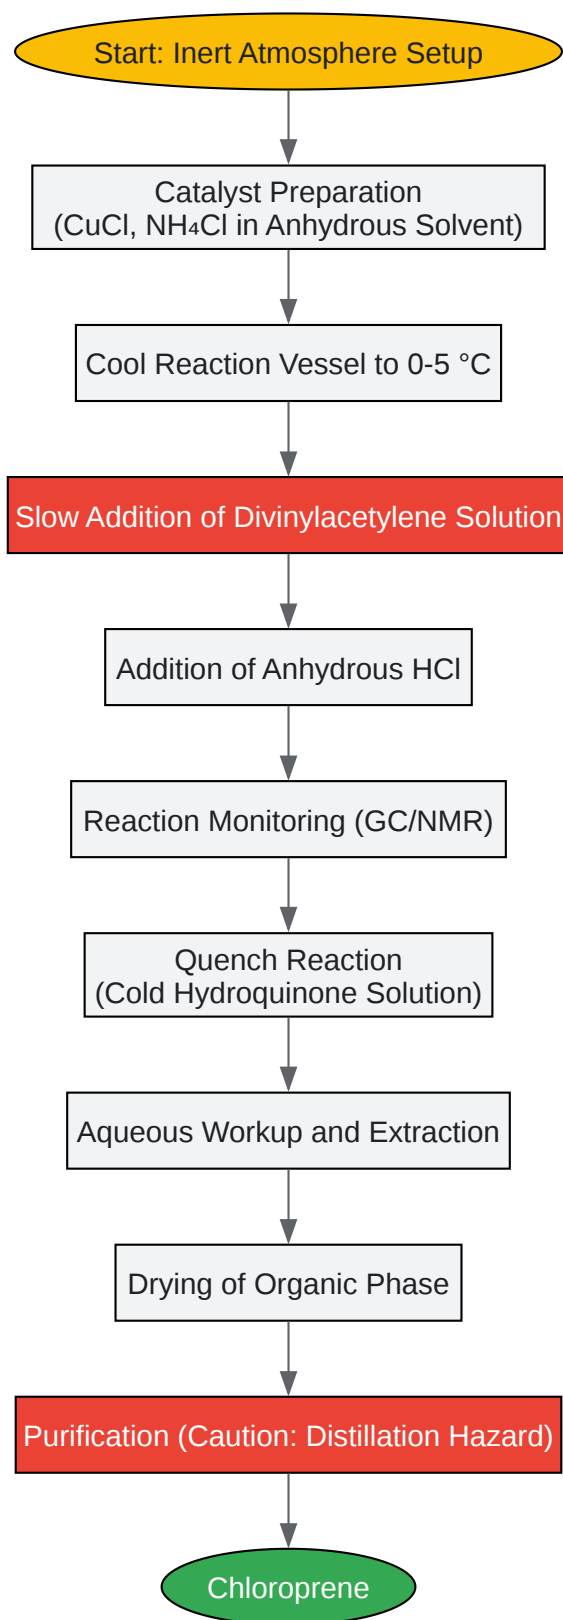 Start: Inert Atmosphere Setup
Catalyst Preparation
(CuCl, NH₄Cl in Anhydrous Solvent)
Cool Reaction Vessel to 0-5 °C
Slow Addition of Divinylacetylene Solution
Addition of Anhydrous HCl
Reaction Monitoring (GC/NMR)
Quench Reaction
(Cold Hydroquinone Solution)
Aqueous Workup and Extraction
Drying of Organic Phase
Purification (Caution: Distillation Hazard)
Chloroprene